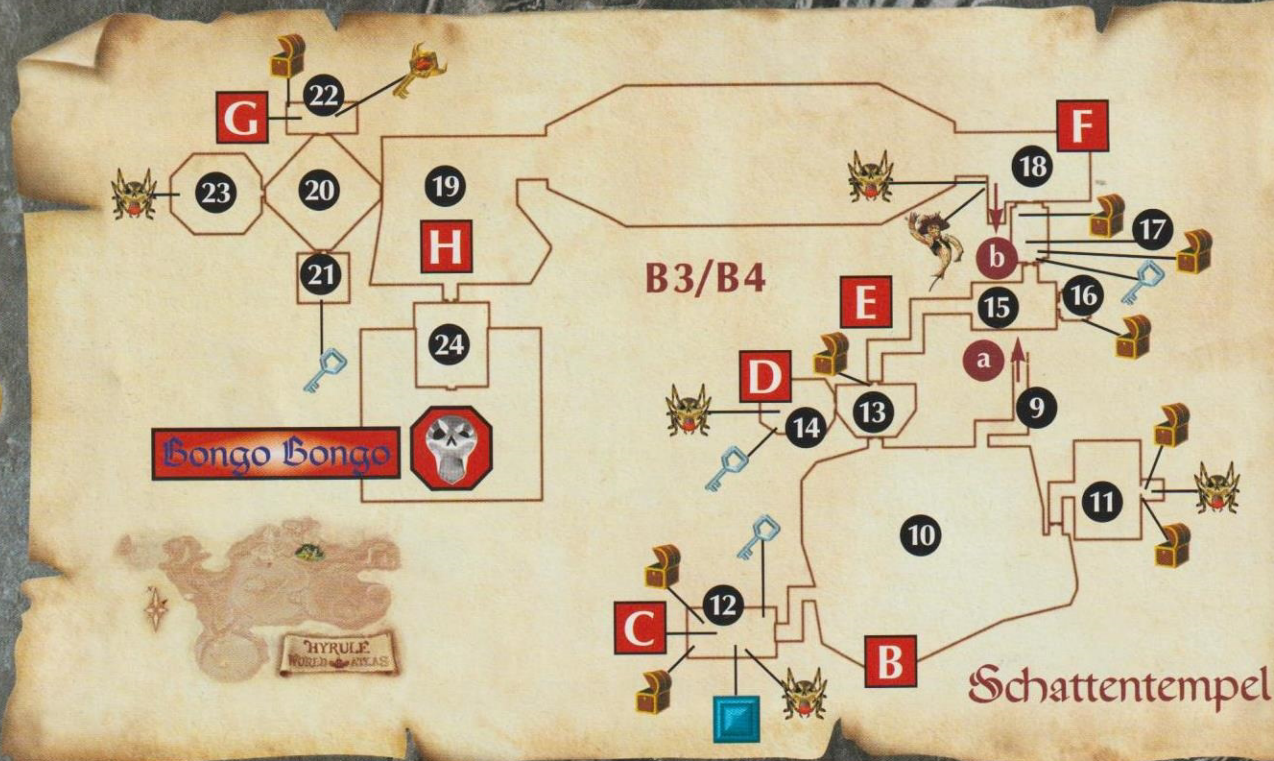 22
G
F
23
20
19
18
17
H
b
21
B3/B4
E
15
16
24
a
D
13
9
14
Bongo Bongo
11
10
12
C
HYRULE
WORLD ATLAS
B
Schattentempel